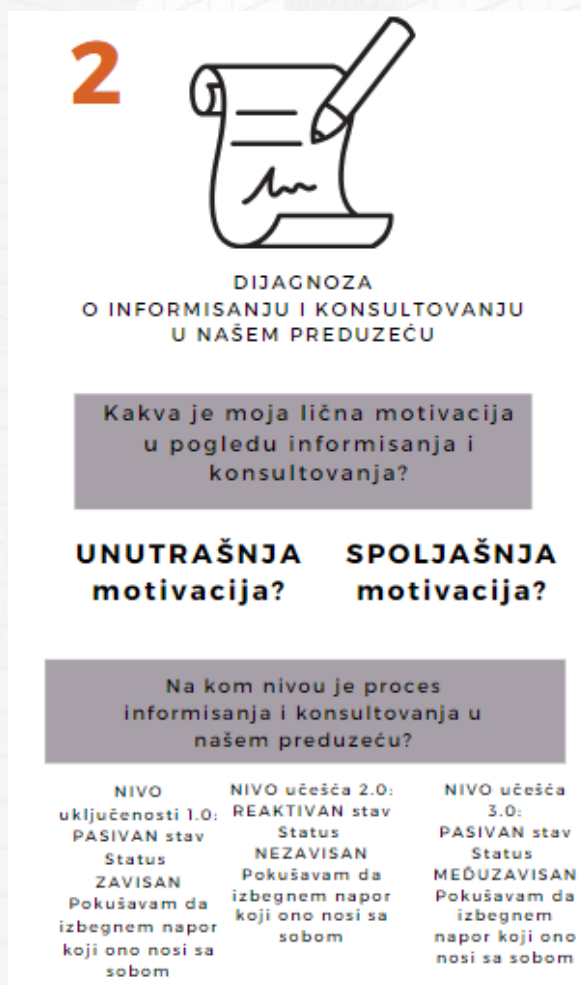 2
DIJAGNOZA
O INFORMISANJU I KONSULTOVANJU
U NAŠEM PREDUZEĆU
Kakva je moja lična motivacija
u pogledu informisanja i
konsultovanja?
UNUTRAŠNJA
motivacija?
SPOLJAŠNJA
motivacija?
Na kom nivou je proces
informisanja i konsultovanja u
našem preduzeću?
NIVO
uključenosti 1.0:
PASIVAN stav
Status
ZAVISAN
Pokušavam da
izbegnem napor
koji ono nosi sa
sobom
NIVO učešća 2.0:
REAKTIVAN stav
Status
NEZAVISAN
Pokušavam da
izbegnem napor
koji ono nosi sa
sobom
NIVO učešća
3.0:
PASIVAN stav
Status
MEĐUZAVISAN
Pokušavam da
izbegnem
napor koji ono
nosi sa sobom